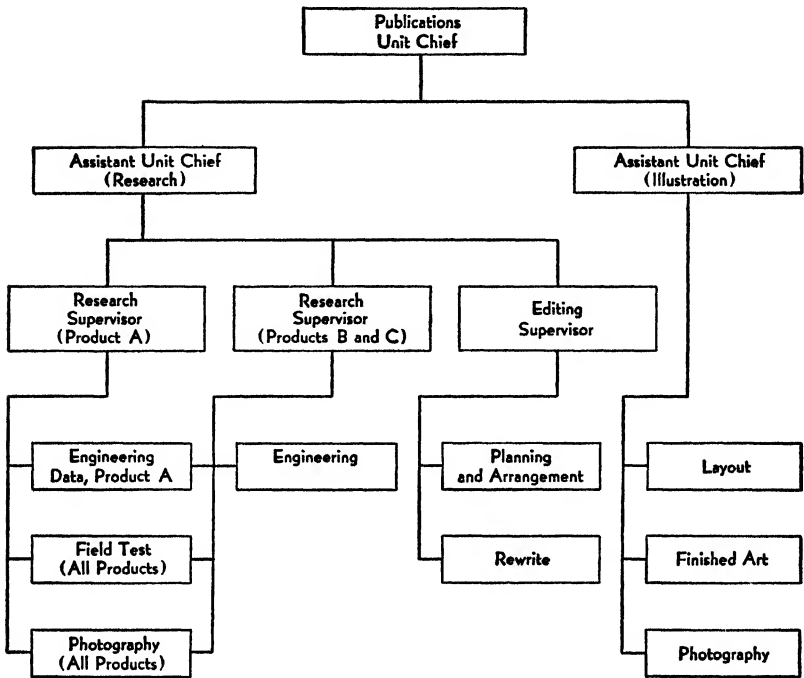 Publications
Unit Chief
Assistant Unit Chief
(Research)
Assistant Unit Chief
(Illustration)
Research
Supervisor
(Product A)
Research
Supervisor
(Products B and C)
Editing
Supervisor
Engineering
Data, Product A
Engineering
Planning
and Arrangement
Layout
Field Test
(All Products)
Rewrite
Finished Art
Photography
(All Products)
Photography